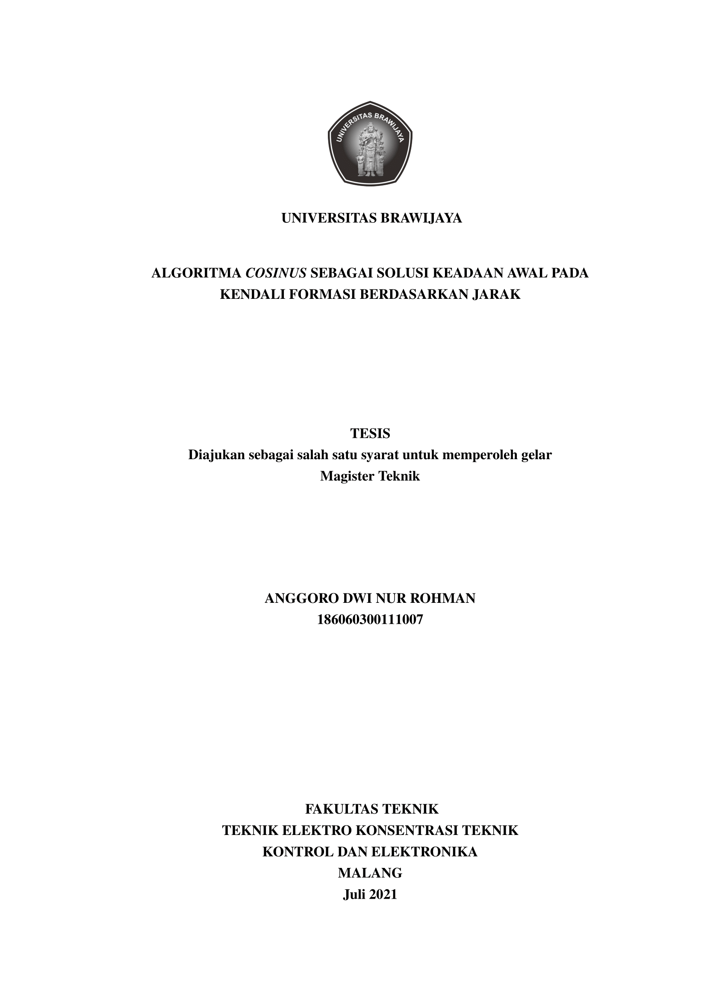 UNIVERSITAS BRAWIJAYA
UNIVERSITAS BRAWIJAYA
ALGORITMA COSINUS SEBAGAI SOLUSI KEADAAN AWAL PADA
KENDALI FORMASI BERDASARKAN JARAK
TESIS
Diajukan sebagai salah satu syarat untuk memperoleh gelar
Magister Teknik
ANGGORO DWI NUR ROHMAN
186060300111007
FAKULTAS TEKNIK
TEKNIK ELEKTRO KONSENTRASI TEKNIK
KONTROL DAN ELEKTRONIKA
MALANG
Juli 2021